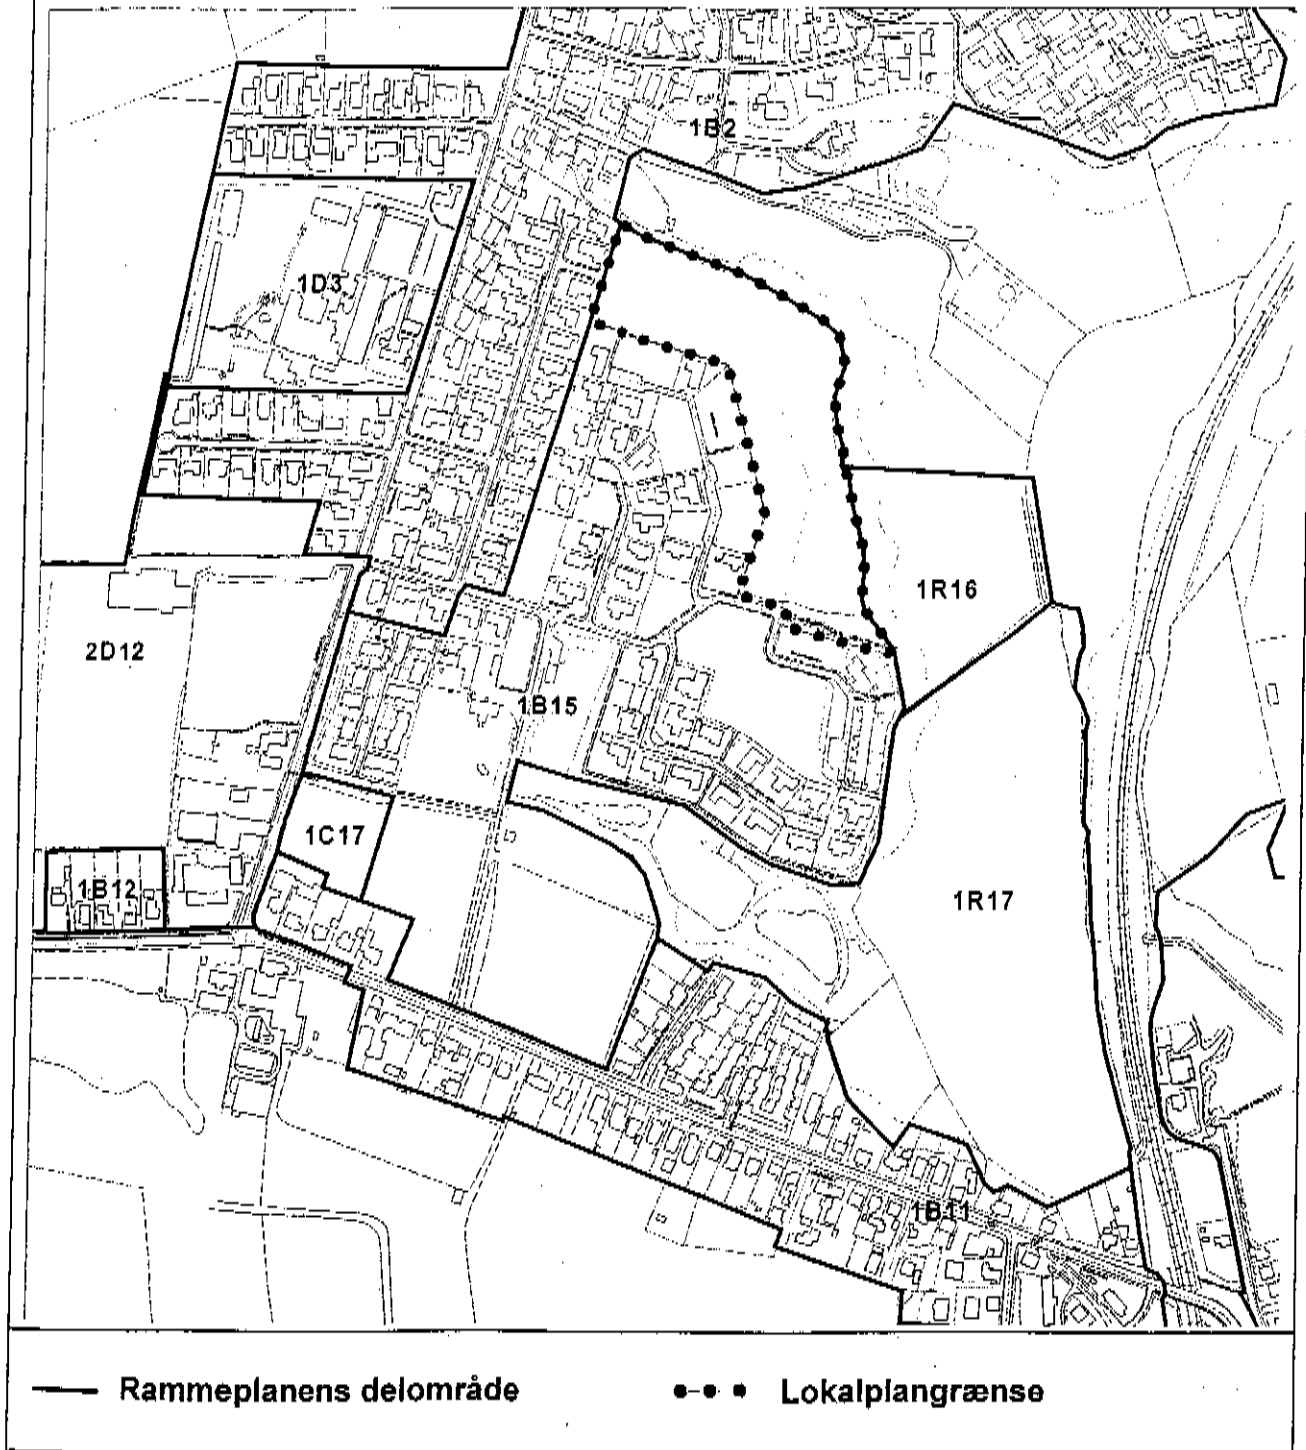 1B2
1D3
1R16
2D12
1B15
1C17
1B12
1R17
1B11
Rammeplanens delområde
Lokalplangrænse